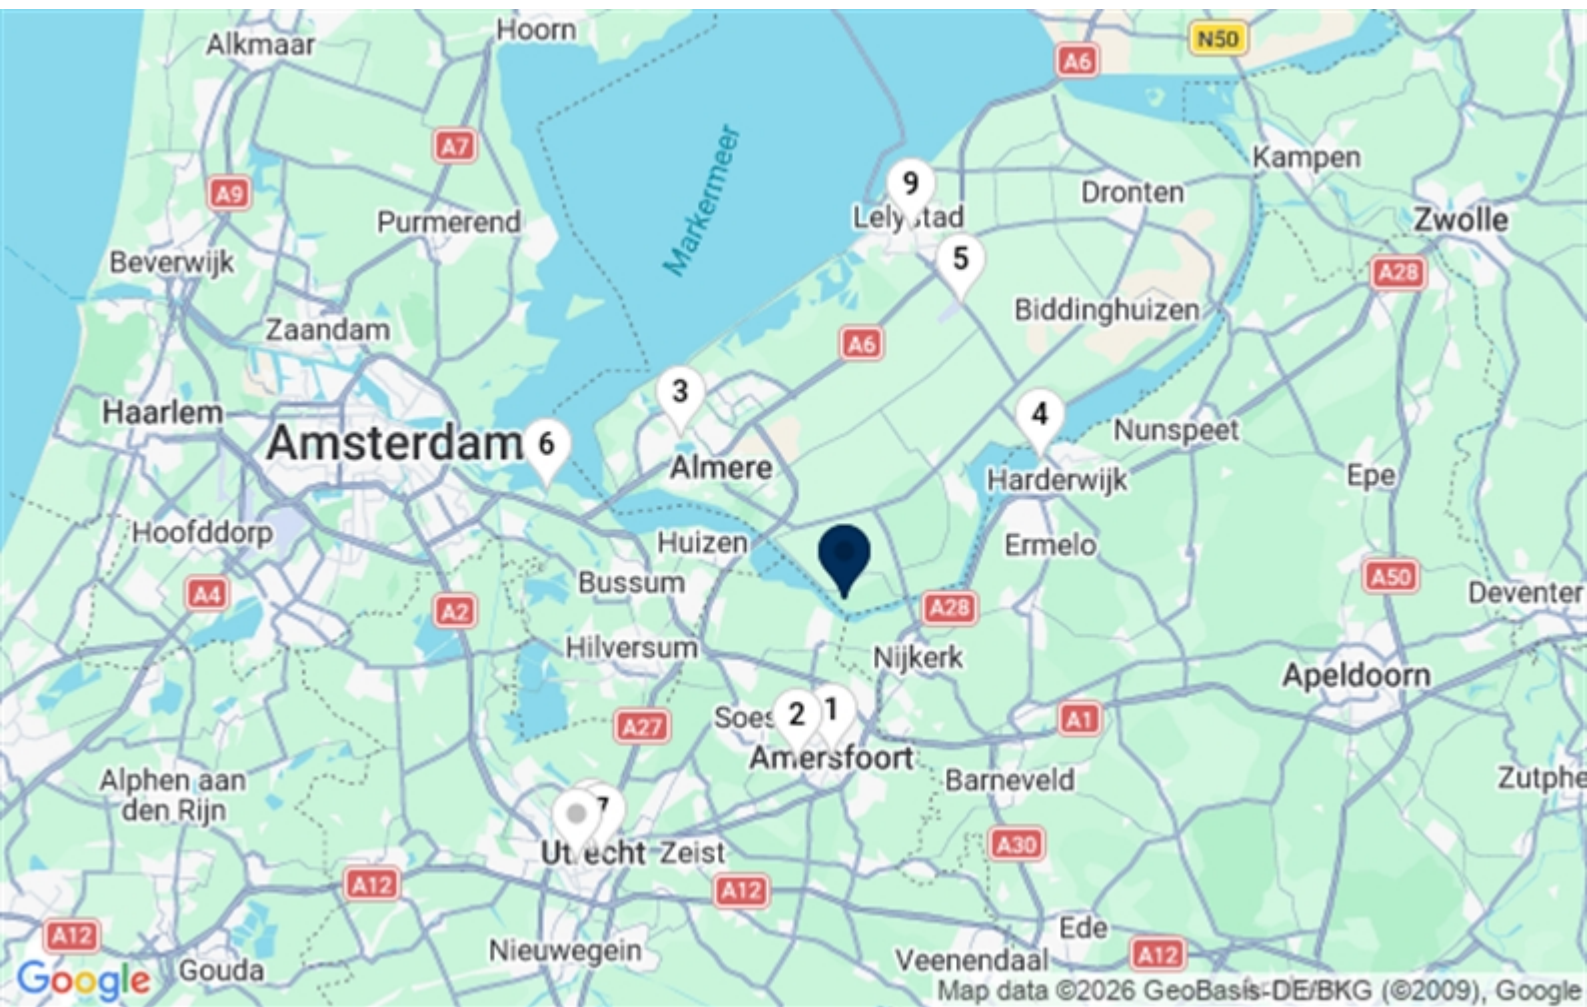 Hoorn
Alkmaar
N50
A6
A7
Markermeer
Kampen
9
Dronten
A9
Purmerend
Lelystad
Zwolle
5
Beverwijk
A28
Biddinghuizen
Zaandam
A6
3
Haarlem
4
Nunspeet
Amsterdam
6
Almere
Harderwijk
Epe
Hoofddorp
Huizen
Ermelo
Bussum
A50
A4
A2
A28
Deventer
Hilversum
Nijkerk
Apeldoorn
2
1
Soes
A27
A1
Amersfoort
Alphen aan
den Rijn
Barneveld
Zutphe
7
A30
Utrecht
Zeist
A12
A12
Ede
A12
Nieuwegein
Veenendaal
A12
Google
Gouda
Map data ©2026 GeoBasis-DE/BKG (©2009), Google